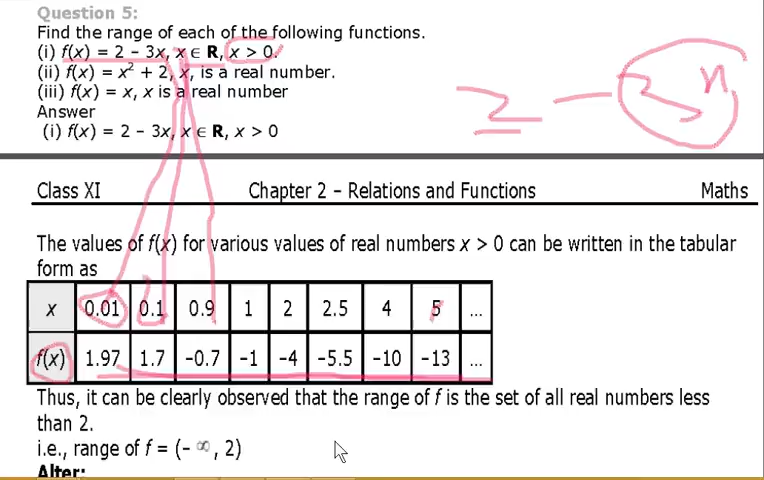 Question 5:
Find the range of each of the following functions.
(i) f(x) = 2 – 3x, x ∈ R, x > 0.
(ii) f(x) = x² + 2, x, is a real number.
(iii) f(x) = x, x is a real number
Answer
(i) f(x) = 2 – 3x, x ∈ R, x > 0
2 – 3 x
Class XI Chapter 2 – Relations and Functions Maths
The values of f(x) for various values of real numbers x > 0 can be written in the tabular
form as
x 0.01 0.1 0.9 1 2 2.5 4 5 ...
f(x) 1.97 1.7 –0.7 –1 –4 –5.5 –10 –13 ...
Thus, it can be clearly observed that the range of f is the set of all real numbers less
than 2.
i.e., range of f = (– ∞, 2)
Alter: